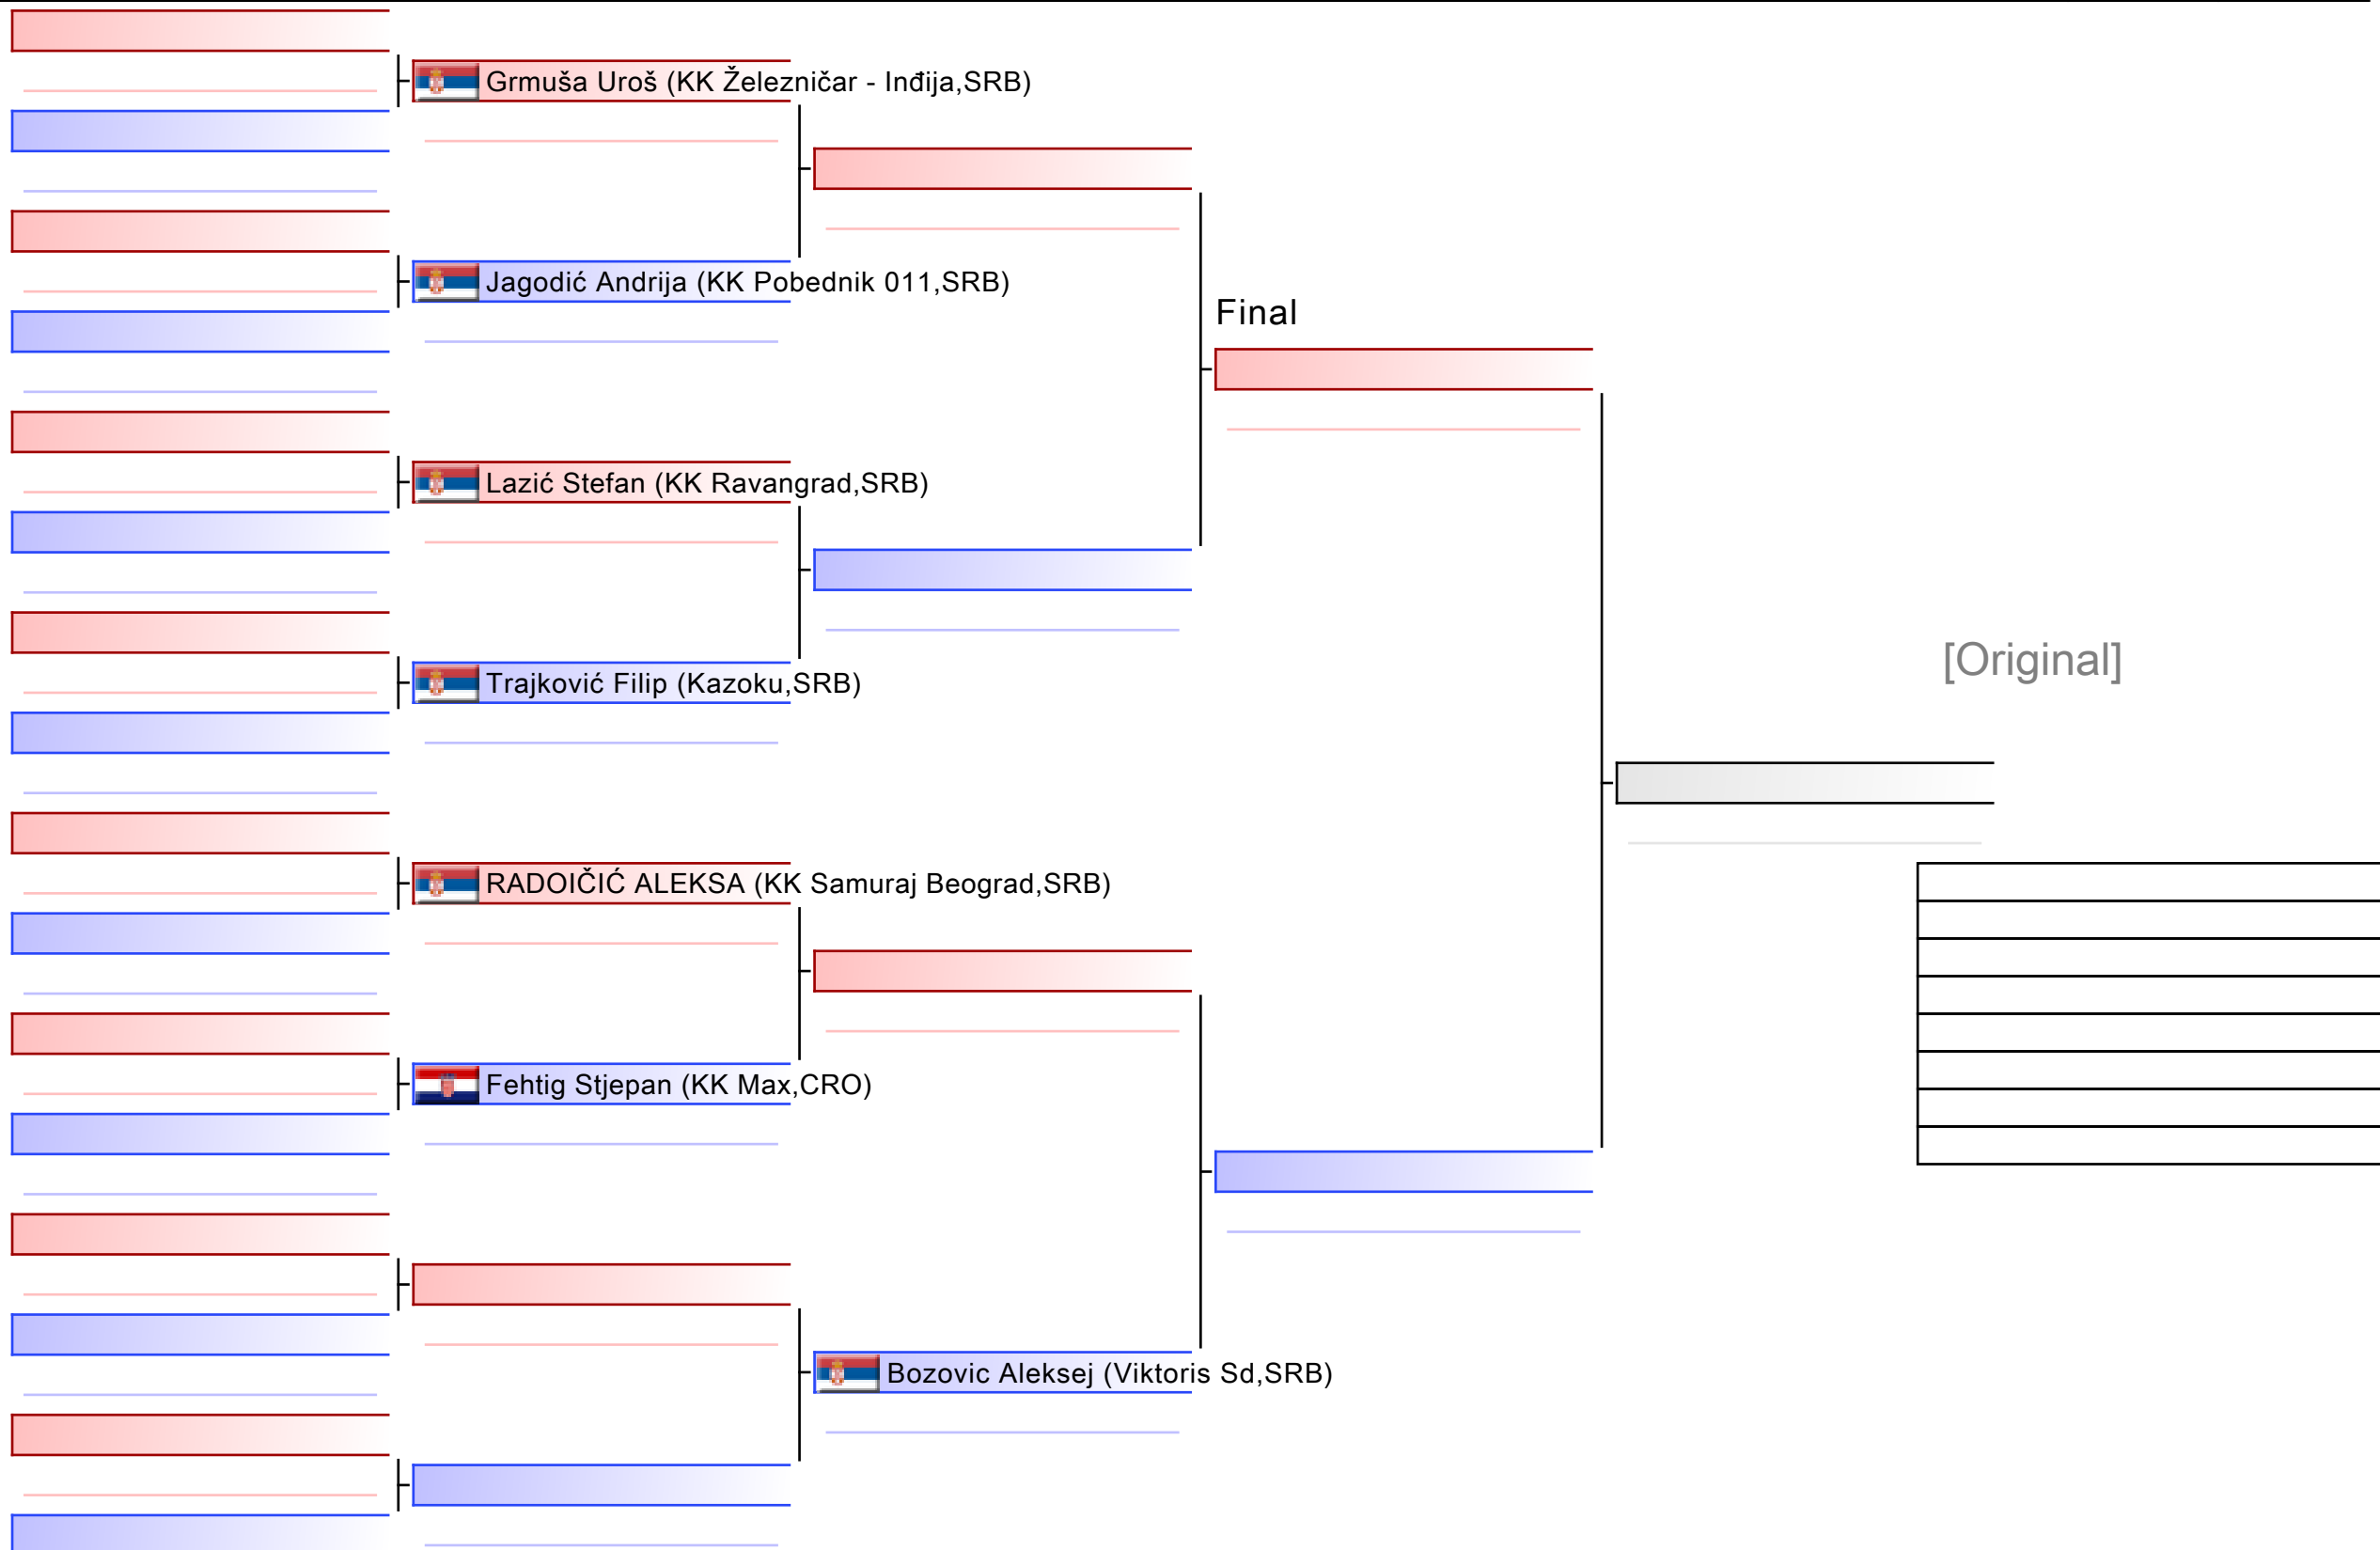 Grmuša Uroš (KK Železničar - Inđija,SRB)
Jagodić Andrija (KK Pobednik 011,SRB)
Final
Lazić Stefan (KK Ravangrad,SRB)
[Original]
Trajković Filip (Kazoku,SRB)
RADOIČIĆ ALEKSA (KK Samuraj Beograd,SRB)
Fehtig Stjepan (KK Max,CRO)
Bozovic Aleksej (Viktoris Sd,SRB)